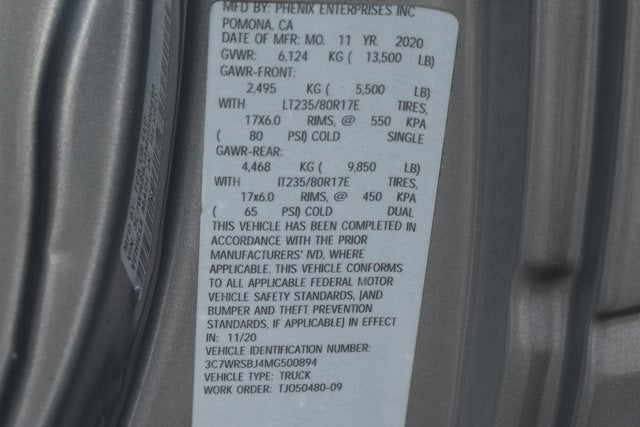 MFD BY: PHENIX ENTERPRISES INC
POMONA, CA
DATE OF MFR: MO. 11 YR. 2020
GVWR: 6,124 KG ( 13,500 LB)
GAWR-FRONT:
2,495 KG ( 5,500 LB)
WITH LT235/80R17E TIRES,
17X6.0 RIMS, @ 550 KPA
( 80 PSI) COLD SINGLE
GAWR-REAR:
4,468 KG ( 9,850 LB)
WITH IT235/80R17E TIRES,
17x6.0 RIMS, @ 450 KPA
( 65 PSI) COLD DUAL
THIS VEHICLE HAS BEEN COMPLETED IN
ACCORDANCE WITH THE PRIOR
MANUFACTURERS' IVD, WHERE
APPLICABLE. THIS VEHICLE CONFORMS
TO ALL APPLICABLE FEDERAL MOTOR
VEHICLE SAFETY STANDARDS, [AND
BUMPER AND THEFT PREVENTION
STANDARDS, IF APPLICABLE] IN EFFECT
IN: 11/20
VEHICLE IDENTIFICATION NUMBER:
3C7WRSBJ4MG500894
VEHICLE TYPE: TRUCK
WORK ORDER: TJO50480-09